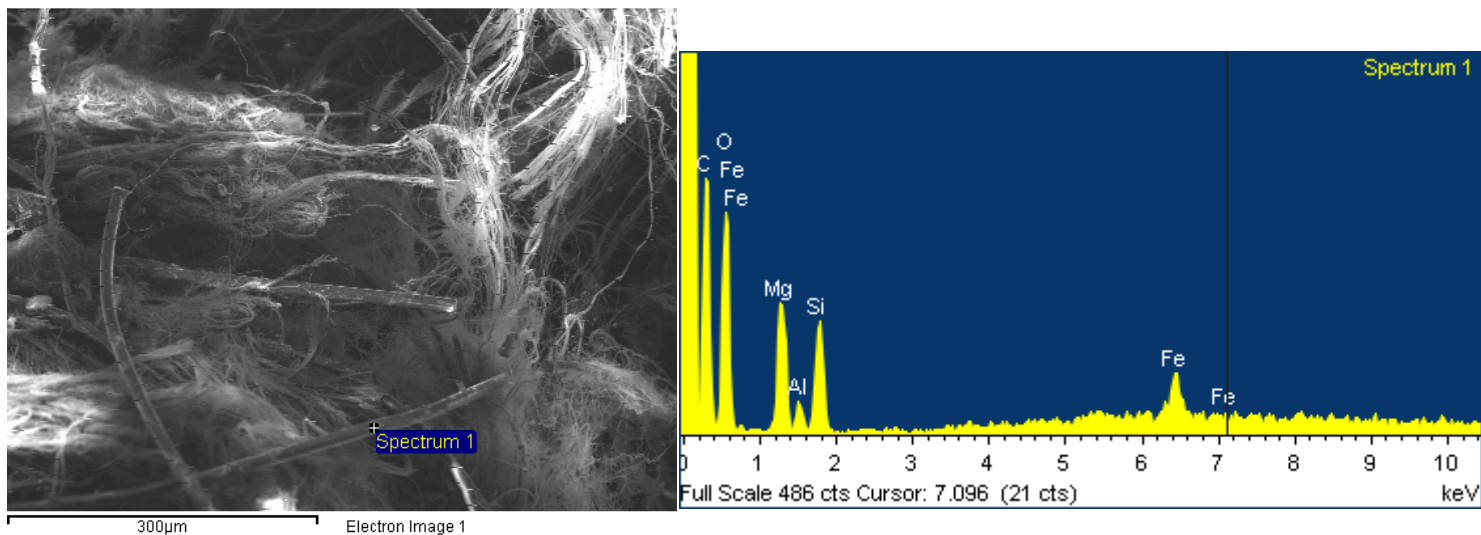 Spectrum 1
300µm
Electron Image 1
Spectrum 1
C
O
Fe
Fe
Mg
Al
Si
Fe
Fe
0 1 2 3 4 5 6 7 8 9 10
Full Scale 486 cts Cursor: 7.096 (21 cts) keV